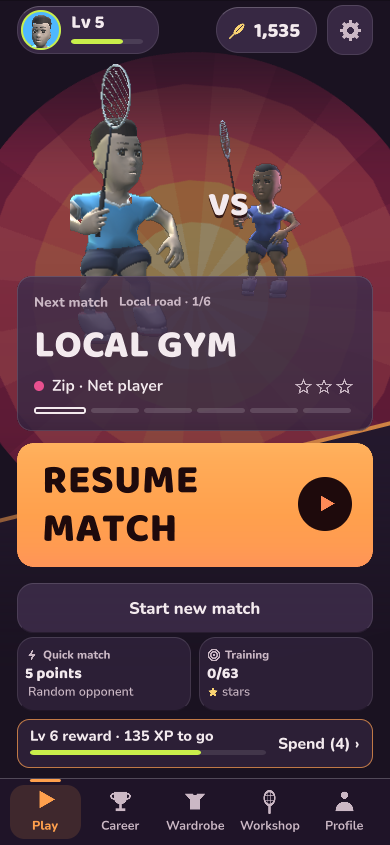 Lv 5
1,535
VS
Next match Local road · 1/6
LOCAL GYM
Zip · Net player
RESUME
MATCH
Start new match
Quick match
5 points
Random opponent
Training
0/63
stars
Lv 6 reward · 135 XP to go
Spend (4) ›
Play
Career
Wardrobe
Workshop
Profile